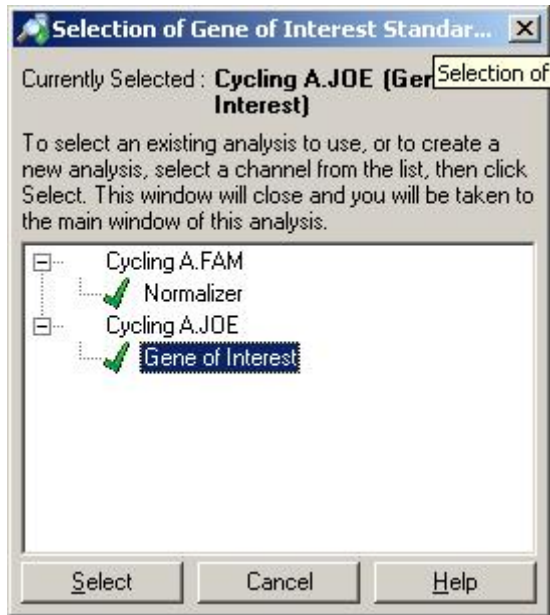 Selection of Gene of Interest Standar...
Currently Selected : Cycling A.JOE (Ger
Selection of
Interest)
To select an existing analysis to use, or to create a
new analysis, select a channel from the list, then click
Select. This window will close and you will be taken to
the main window of this analysis.
Cycling A.FAM
Normalizer
Cycling A.JOE
Gene of Interest
Select Cancel Help